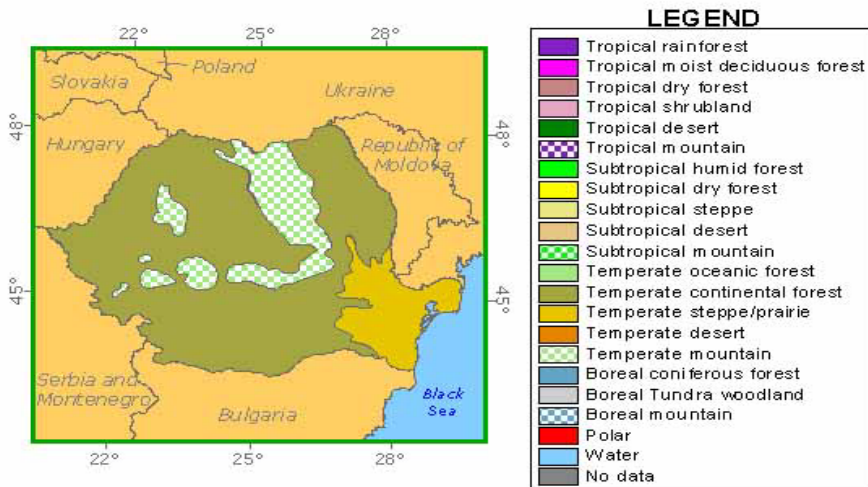 22°
25°
28°
Slovakia
Poland
Ukraine
48°
48°
Hungary
Republic of
Moldova
45°
45°
Serbia and
Montenegro
Bulgaria
Black
Sea
22°
25°
28°
LEGEND
Tropical rainforest
Tropical moist deciduous forest
Tropical dry forest
Tropical shrubland
Tropical desert
Tropical mountain
Subtropical humid forest
Subtropical dry forest
Subtropical steppe
Subtropical desert
Subtropical mountain
Temperate oceanic forest
Temperate continental forest
Temperate steppe/prairie
Temperate desert
Temperate mountain
Boreal coniferous forest
Boreal Tundra woodland
Boreal mountain
Polar
Water
No data